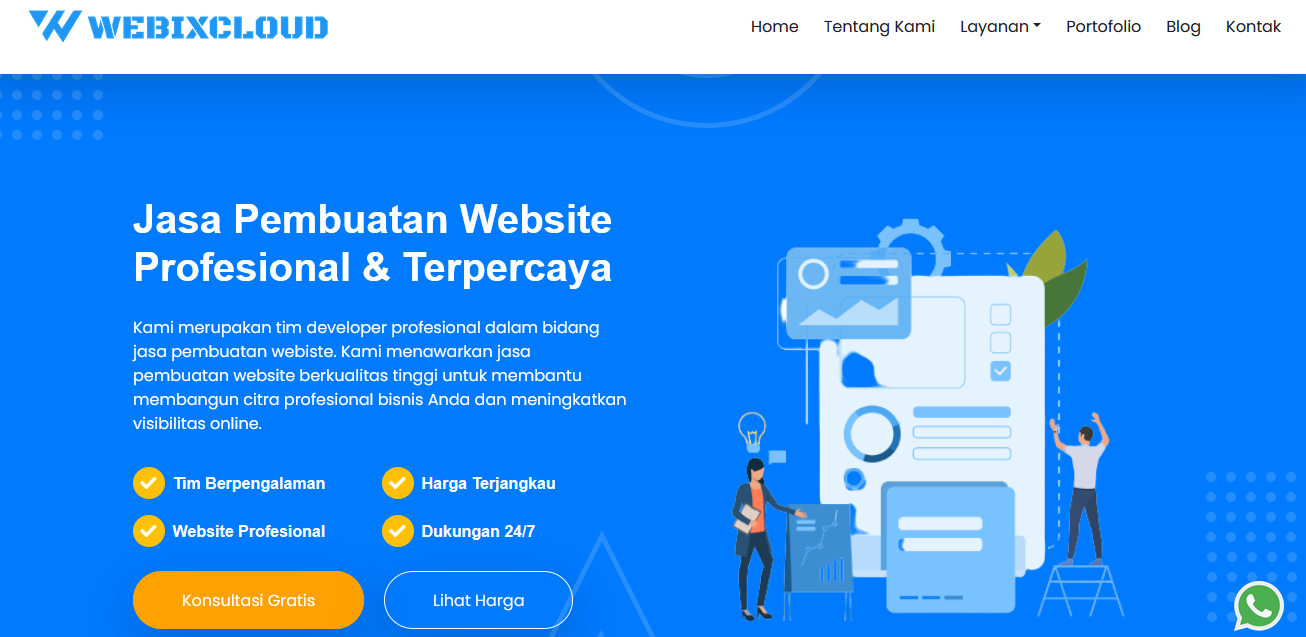 WEBIXCLOUD
Home Tentang Kami Layanan Portofolio Blog Kontak
Jasa Pembuatan Website
Profesional & Terpercaya
Kami merupakan tim developer profesional dalam bidang
jasa pembuatan webiste. Kami menawarkan jasa
pembuatan website berkualitas tinggi untuk membantu
membangun citra profesional bisnis Anda dan meningkatkan
visibilitas online.
Tim Berpengalaman Harga Terjangkau
Website Profesional Dukungan 24/7
Konsultasi Gratis Lihat Harga